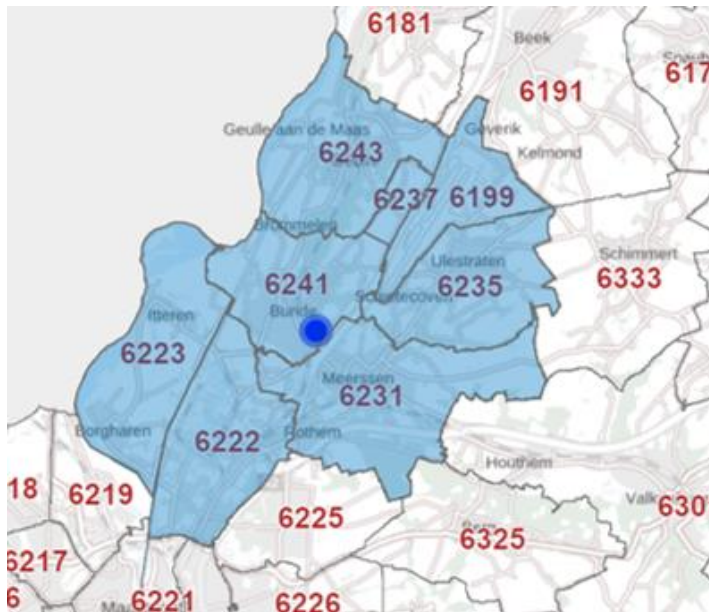 6181
Beek
617
6191
Geulle aan de Maas
Geverik
6243
Kelmond
6237
6199
Brommelen
Ulestraten
Schimmert
6241
6235
6333
Bunde
Itteren
6223
Meerssen
6231
Borgharen
6222
Rothem
Houthem
18
6219
Valk
630
6225
6325
6217
6
6221
6226